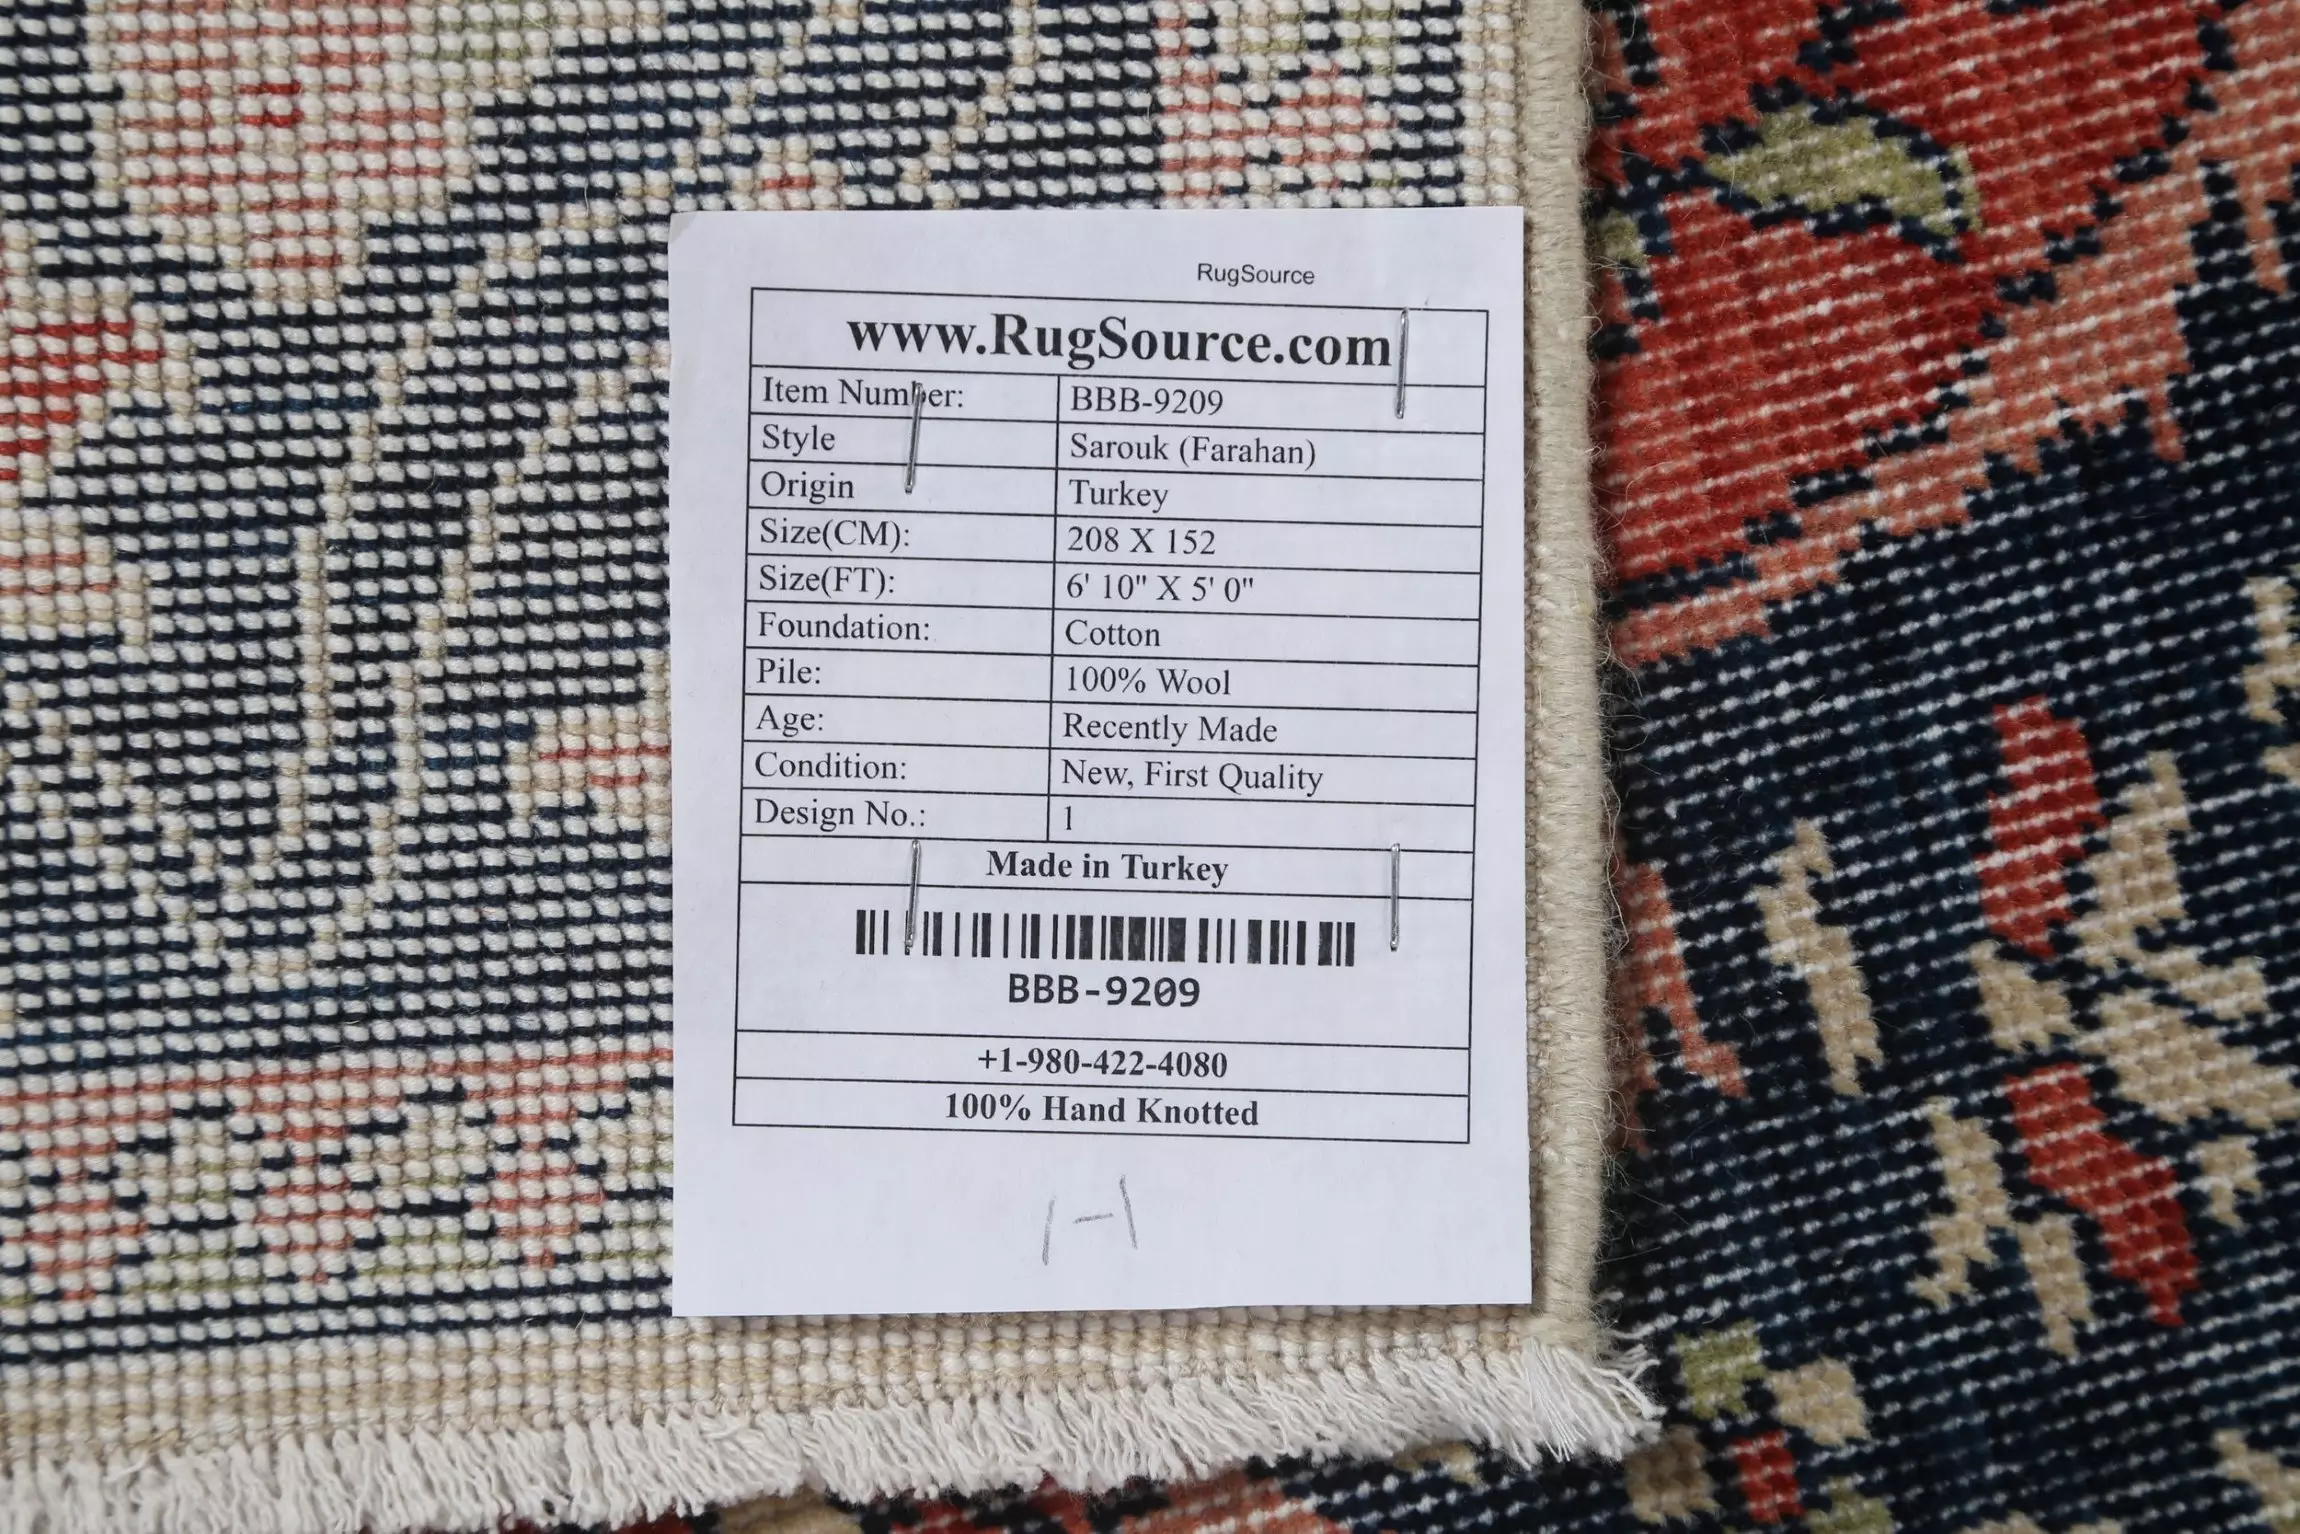 RugSource
www.RugSource.com
Item Number: BBB-9209
Style Sarouk (Farahan)
Origin Turkey
Size(CM): 208 X 152
Size(FT): 6' 10" X 5' 0"
Foundation: Cotton
Pile: 100% Wool
Age: Recently Made
Condition: New, First Quality
Design No.: 1
Made in Turkey
BBB-9209
+1-980-422-4080
100% Hand Knotted
1-1